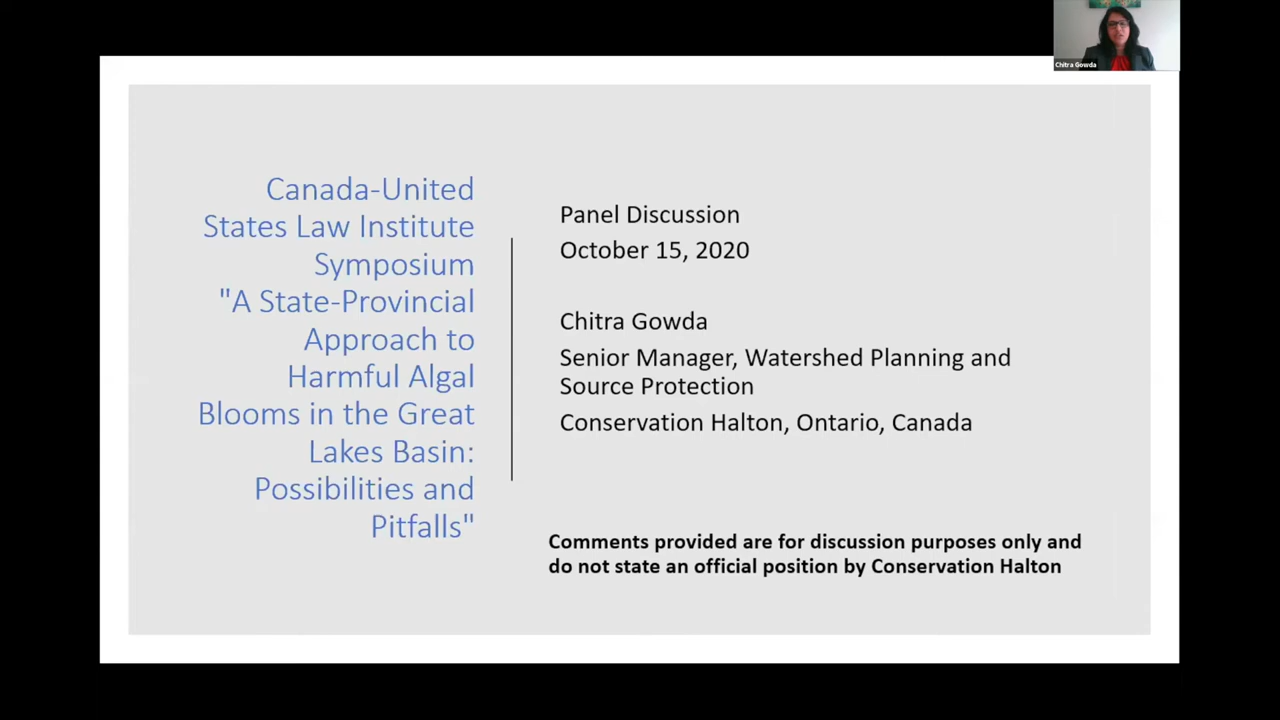 Chitra Gowda
Canada-United
States Law Institute
Symposium
"A State-Provincial
Approach to
Harmful Algal
Blooms in the Great
Lakes Basin:
Possibilities and
Pitfalls"
Panel Discussion
October 15, 2020
Chitra Gowda
Senior Manager, Watershed Planning and
Source Protection
Conservation Halton, Ontario, Canada
Comments provided are for discussion purposes only and
do not state an official position by Conservation Halton